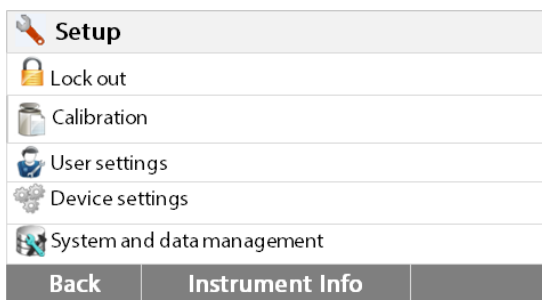 Setup
Lock out
Calibration
User settings
Device settings
System and data management
Back Instrument Info